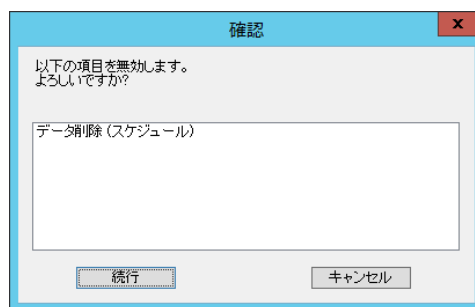 確認
x
以下の項目を無効します。
よろしいですか?
データ削除(スケジュール)
続行
キャンセル